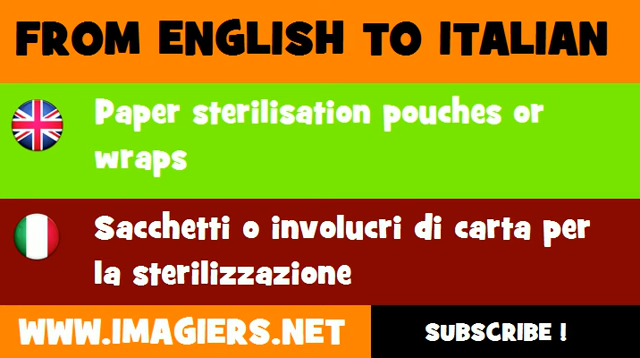 FROM ENGLISH TO ITALIAN
Paper sterilisation pouches or
wraps
Sacchetti o involucri di carta per
la sterilizzazione
WWW.IMAGIERS.NET
SUBSCRIBE !